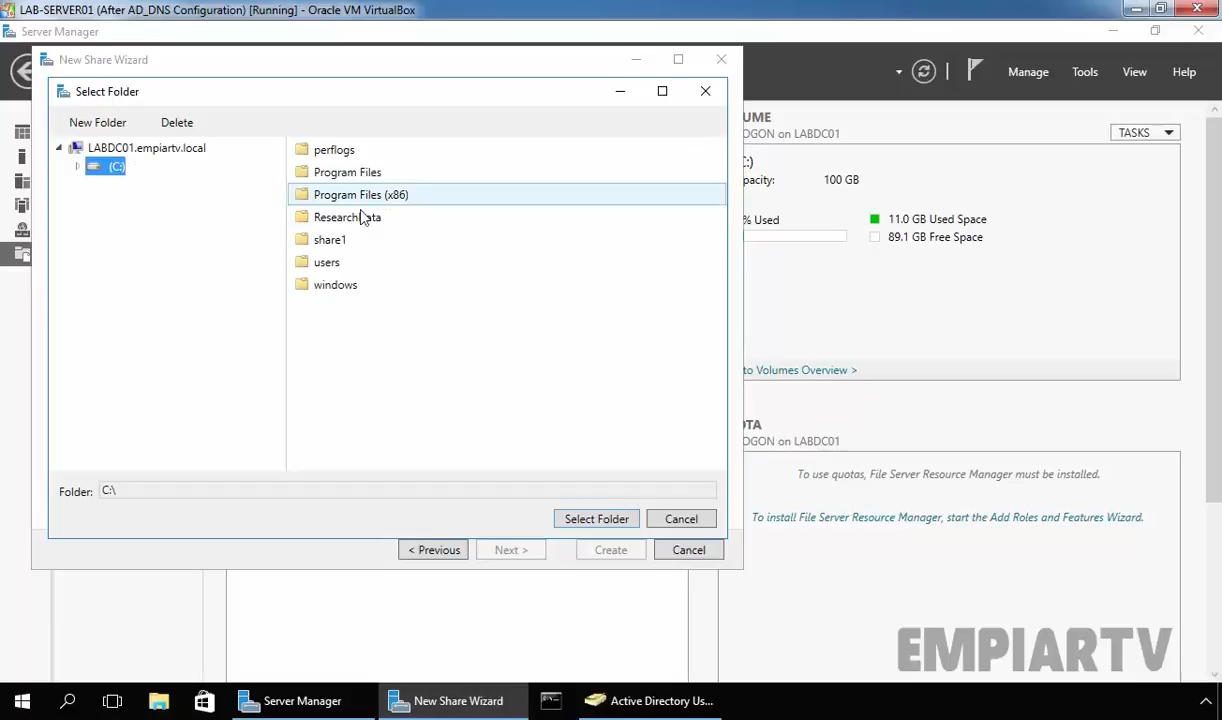 LAB-SERVER01 (After AD_DNS Configuration) [Running] - Oracle VM VirtualBox
Server Manager
New Share Wizard
Select Folder
Manage
Tools
View
Help
New Folder
Delete
UME
OGON on LABDC01
TASKS
LABDC01.empiartv.local
(C:)
perflogs
Program Files
Program Files (x86)
share1
users
windows
:)
pacity:
100 GB
% Used
11.0 GB Used Space
89.1 GB Free Space
to Volumes Overview >
OTA
OGON on LABDC01
To use quotas, File Server Resource Manager must be installed.
To install File Server Resource Manager, start the Add Roles and Features Wizard.
Folder:
C:\
Select Folder
Cancel
< Previous
Next >
Create
Cancel
EMPIARTV
Server Manager
New Share Wizard
Active Directory Us...